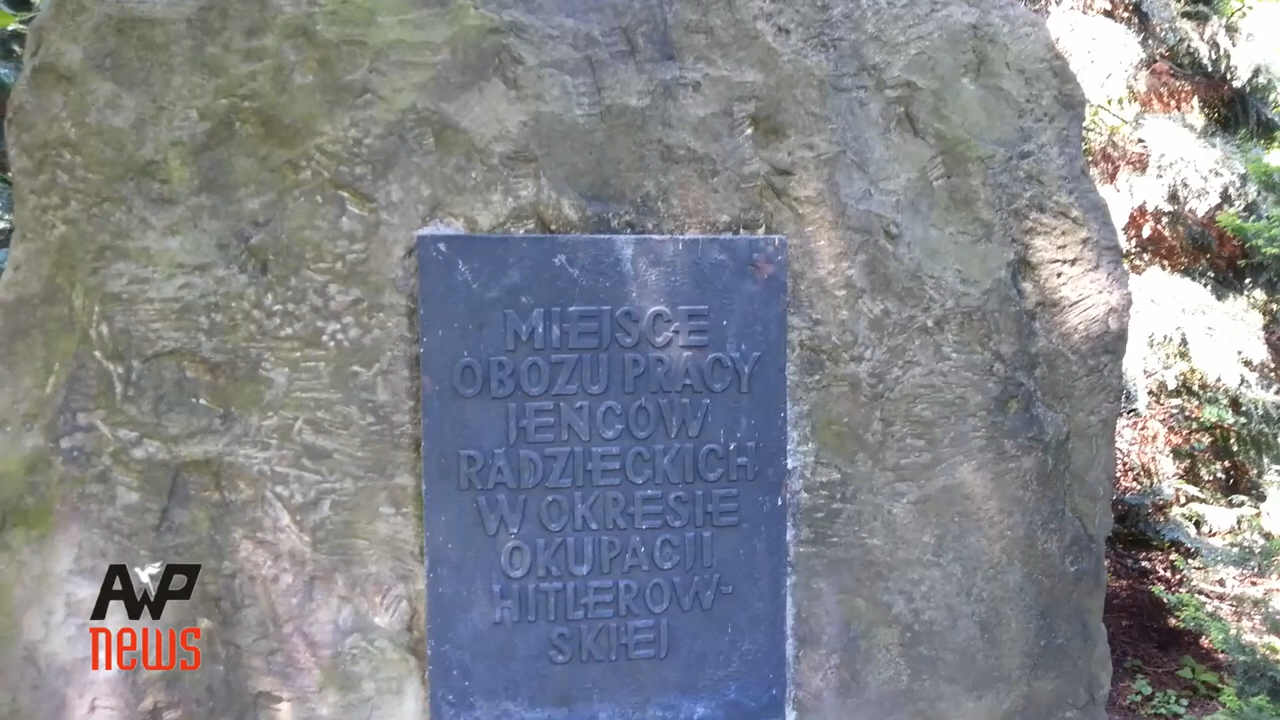 MIEJSCE
OBOZU PRACY
JEŃCÓW
RADZIECKICH
W OKRESIE
OKUPACJI
HITLEROW-
SKIEJ
AWP
news